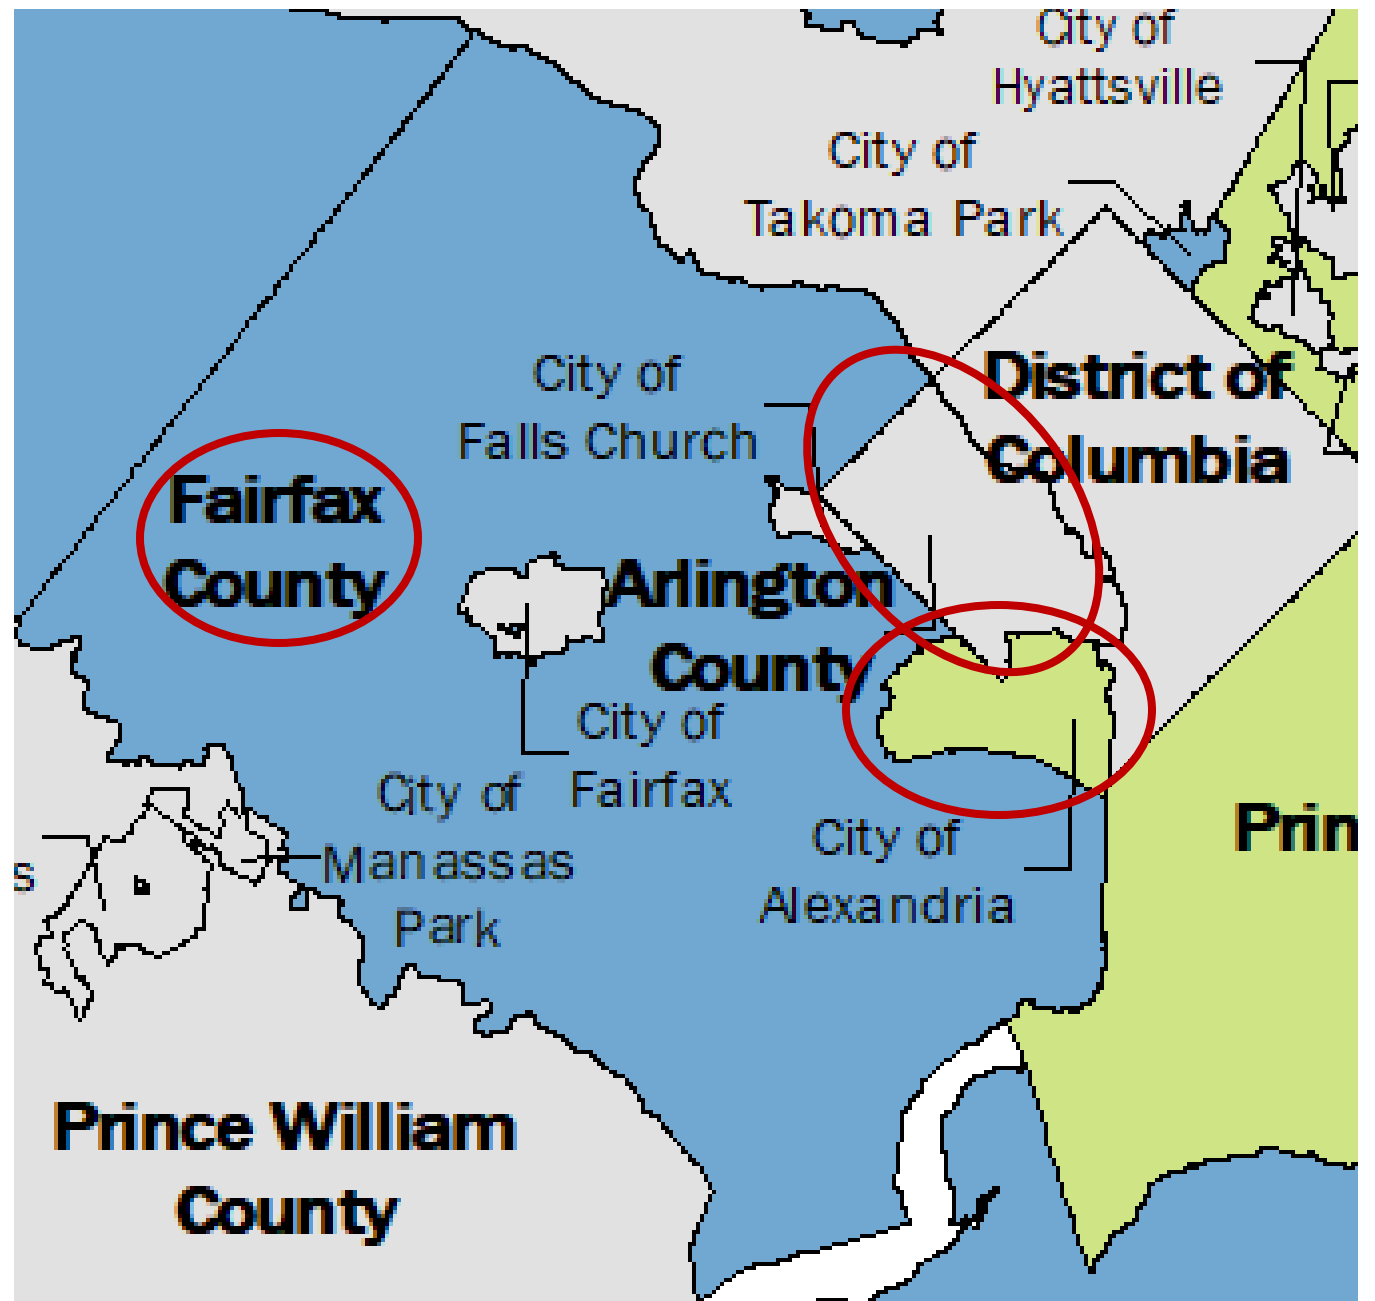 City of
Hyattsville
City of
Takoma Park
District of
Columbia
City of
Falls Church
Fairfax
County
Arlington
County
City of
Fairfax
City of
Manassas
Park
City of
Alexandria
Prin
s
Prince William
County